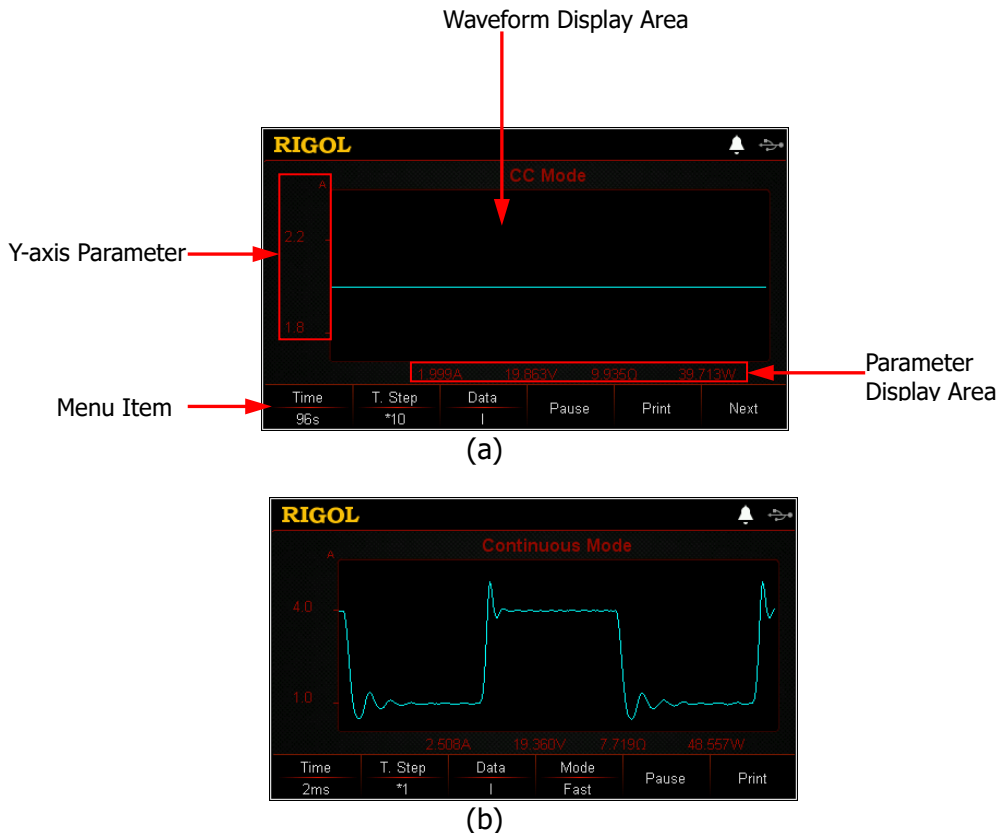 Waveform Display Area
RIGOL
CC Mode
A
Y-axis Parameter
2.2
1.8
1.999A 19.863V 9.935Ω 39.713W
Parameter
Display Area
Menu Item
Time T. Step Data Pause Print Next
96s *10 I
(a)
RIGOL
Continuous Mode
A
4.0
1.0
2.508A 19.360V 7.719Ω 48.557W
Time T. Step Data Mode Pause Print
2ms *1 I Fast
(b)